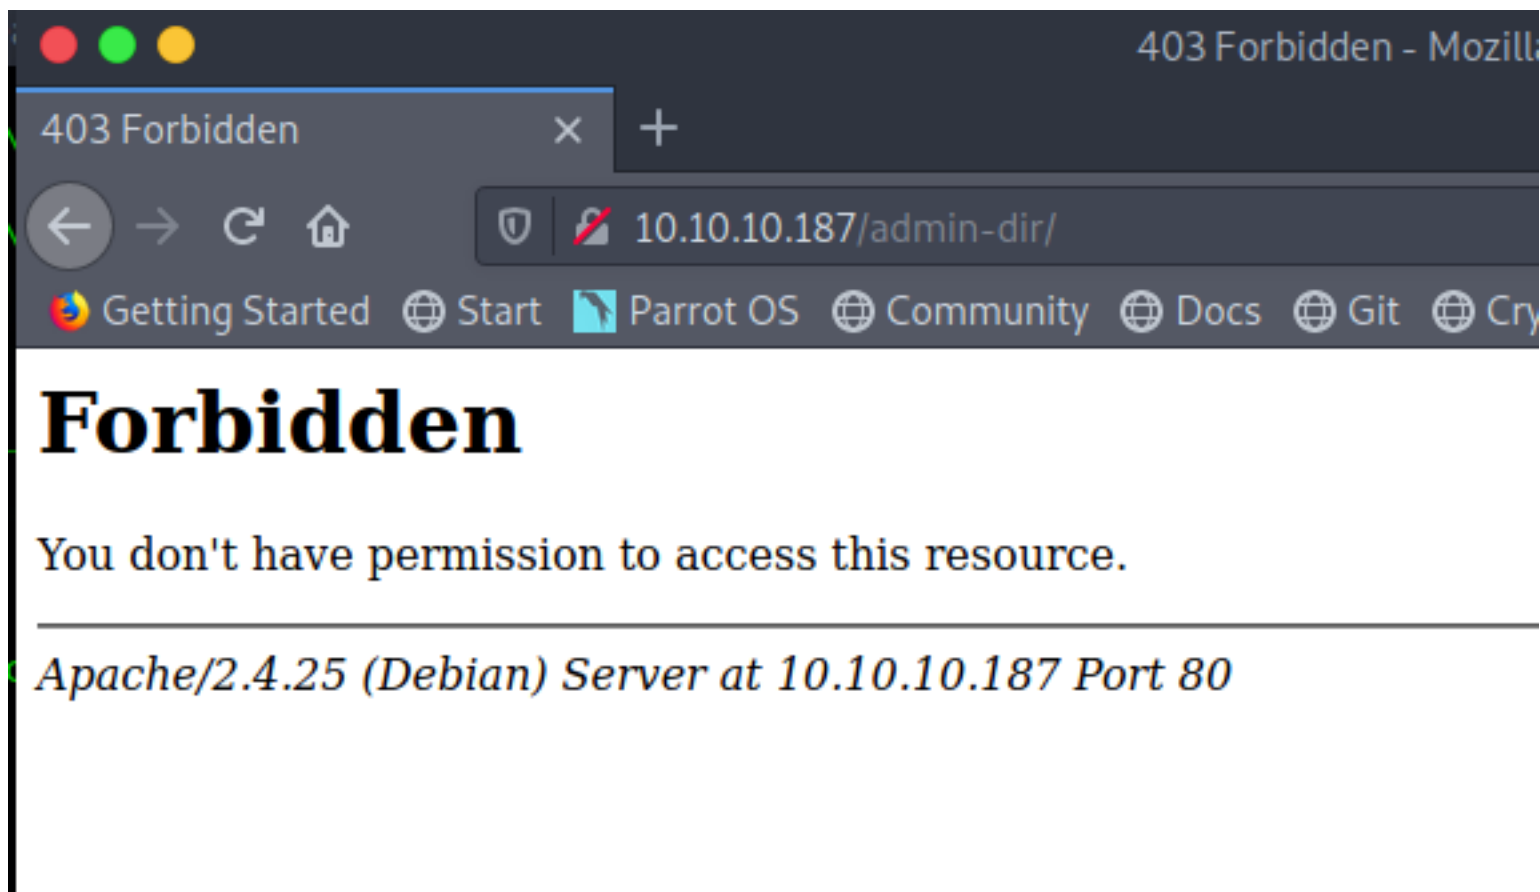 403 Forbidden - Mozilla
403 Forbidden
10.10.10.187/admin-dir/
Getting Started Start Parrot OS Community Docs Git Cry
Forbidden
You don't have permission to access this resource.
Apache/2.4.25 (Debian) Server at 10.10.10.187 Port 80